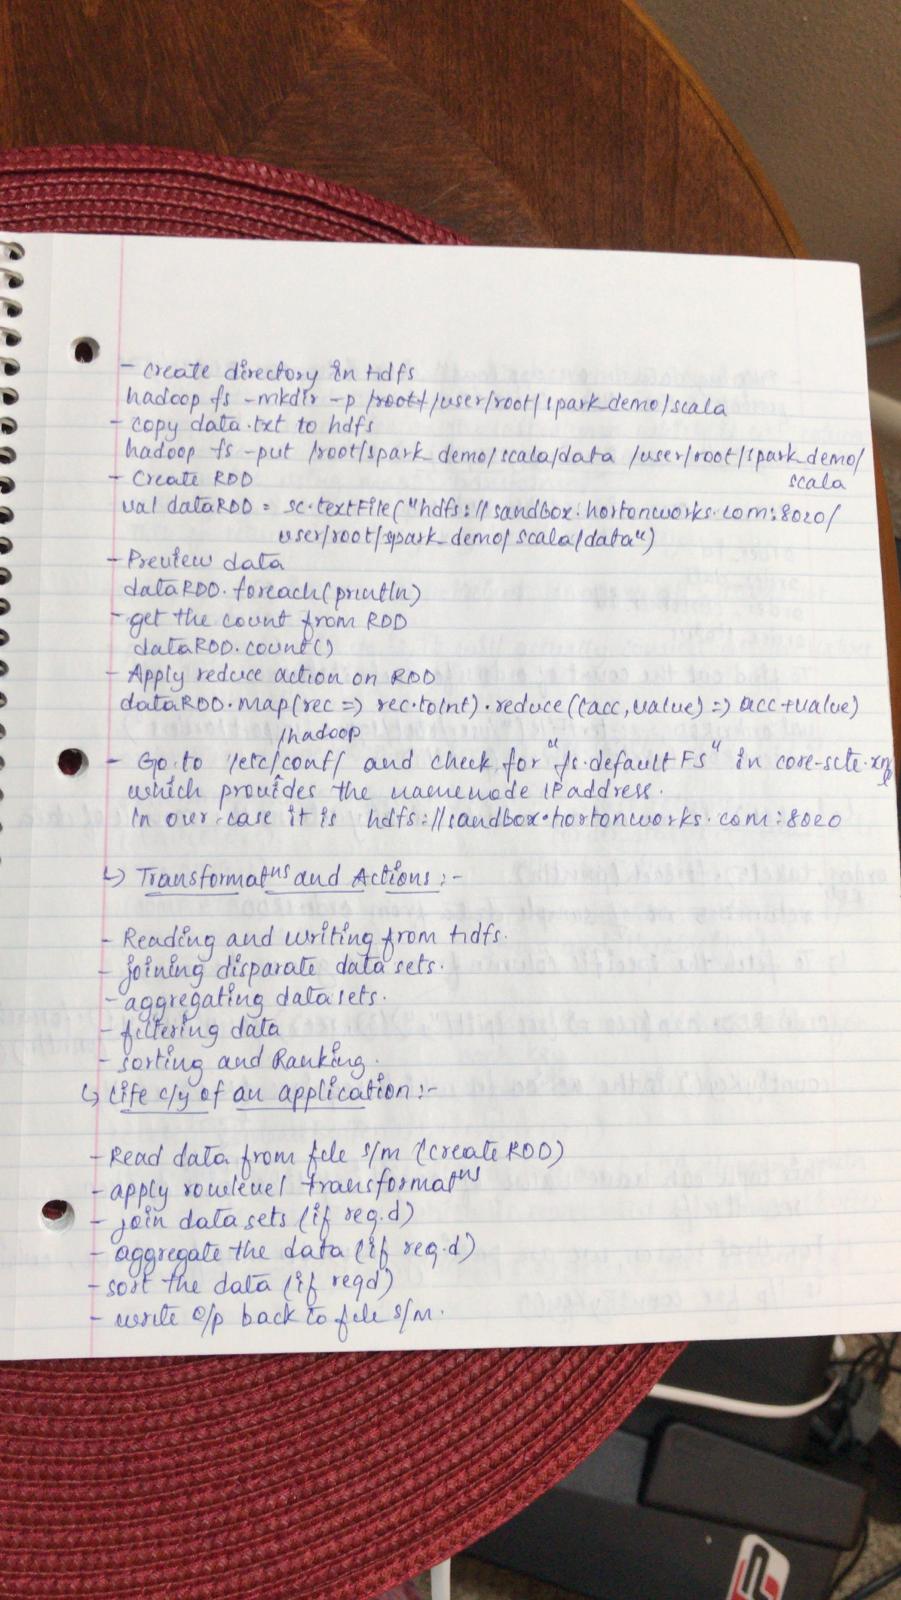 - Create directory in hdfs
hadoop fs -mkdir -p /root/user/root/spark_demo/scala
- copy data.txt to hdfs
hadoop fs -put /root/spark_demo/scala/data /user/root/spark_demo/
scala
- Create RDD
val dataRDD = sc.textFile("hdfs://sandbox.hortonworks.com:8020/
user/root/spark_demo/scala/data")
- Preview data
dataRDD.foreach(println)
- get the count from RDD
dataRDD.count()
- Apply reduce action on RDD
dataRDD.map(rec => rec.toInt).reduce((acc,value) => acc+value)
/hadoop
- Go to /etc/conf/ and check for "fs.defaultFS" in core-site.xml
which provides the namenode IP address.
In our case it is hdfs://sandbox.hortonworks.com:8020
↳ Transformatns and Actions :-
- Reading and writing from hdfs.
- joining disparate data sets.
- aggregating data sets.
- filtering data
- sorting and Ranking.
↳ Life c/y of an application :-
- Read data from file s/m (create RDD)
- apply rowlevel transformatns
- join data sets (if req.d)
- aggregate the data (if req.d)
- sort the data (if reqd)
- write o/p back to file s/m.